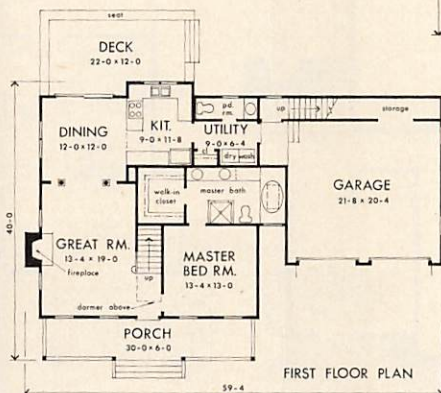 seat
DECK
22-0 x 12-0
DINING
12-0 x 12-0
KIT.
9-0 x 11-8
pd.
rm.
UTILITY
9-0 x 6-4
cl
dry wash
up
storage
GARAGE
21-8 x 20-4
walk-in
closet
master bath
GREAT RM.
13-4 x 19-0
fireplace
up
MASTER
BED RM.
13-4 x 13-0
dormer above
PORCH
30-0 x 6-0
40-0
59-4
FIRST FLOOR PLAN